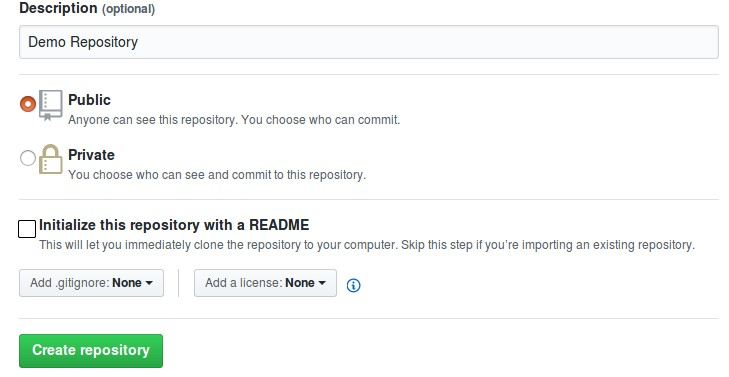 Description (optional)
Demo Repository
Public
Anyone can see this repository. You choose who can commit.
Private
You choose who can see and commit to this repository.
Initialize this repository with a README
This will let you immediately clone the repository to your computer. Skip this step if you’re importing an existing repository.
Add .gitignore: None Add a license: None
Create repository